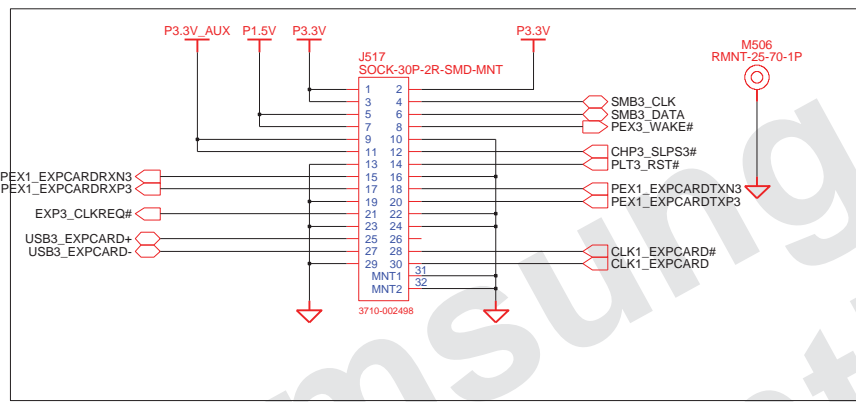 P3.3V_AUX P1.5V P3.3V P3.3V
M506
RMNT-25-70-1P
J517
SOCK-30P-2R-SMD-MNT
1 2
3 4 SMB3_CLK
5 6 SMB3_DATA
7 8 PEX3_WAKE#
9 10
11 12 CHP3_SLPS3#
13 14 PLT3_RST#
PEX1_EXPCARDRXN3 15 16
PEX1_EXPCARDRXP3 17 18 PEX1_EXPCARDTXN3
19 20 PEX1_EXPCARDTXP3
EXP3_CLKREQ# 21 22
23 24
USB3_EXPCARD+ 25 26
USB3_EXPCARD- 27 28 CLK1_EXPCARD#
29 30 CLK1_EXPCARD
MNT1 31
MNT2 32
3710-002498
msung